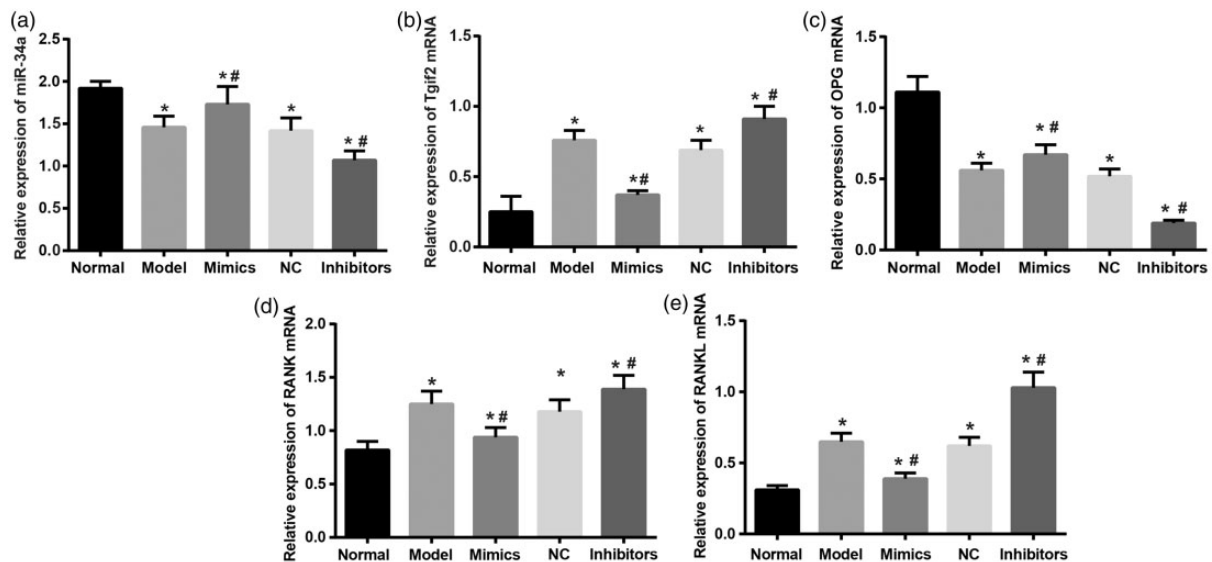 (a)
Relative expression of miR-34a
2.5
2.0
1.5
1.0
0.5
0.0
*
* #
*
* #
Normal Model Mimics NC Inhibitors
(b)
Relative expression of Tgif2 mRNA
1.5
1.0
0.5
0.0
*
*#
*
* #
Normal Model Mimics NC Inhibitors
(c)
Relative expression of OPG mRNA
1.5
1.0
0.5
0.0
*
* #
*
* #
Normal Model Mimics NC Inhibitors
(d)
Relative expression of RANK mRNA
2.0
1.5
1.0
0.5
0.0
*
* #
*
* #
Normal Model Mimics NC Inhibitors
(e)
Relative expression of RANKL mRNA
1.5
1.0
0.5
0.0
*
* #
*
* #
Normal Model Mimics NC Inhibitors